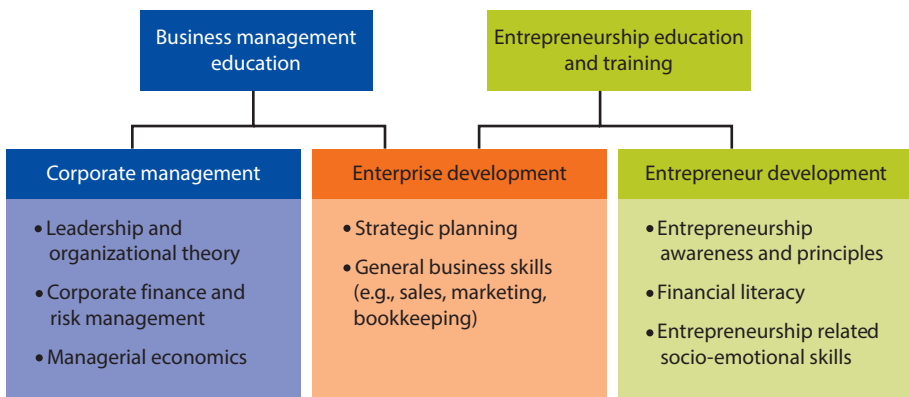 Business management
education
Entrepreneurship education
and training
Corporate management
• Leadership and
organizational theory
• Corporate finance and
risk management
• Managerial economics
Enterprise development
• Strategic planning
• General business skills
(e.g., sales, marketing,
bookkeeping)
Entrepreneur development
• Entrepreneurship
awareness and principles
• Financial literacy
• Entrepreneurship related
socio-emotional skills